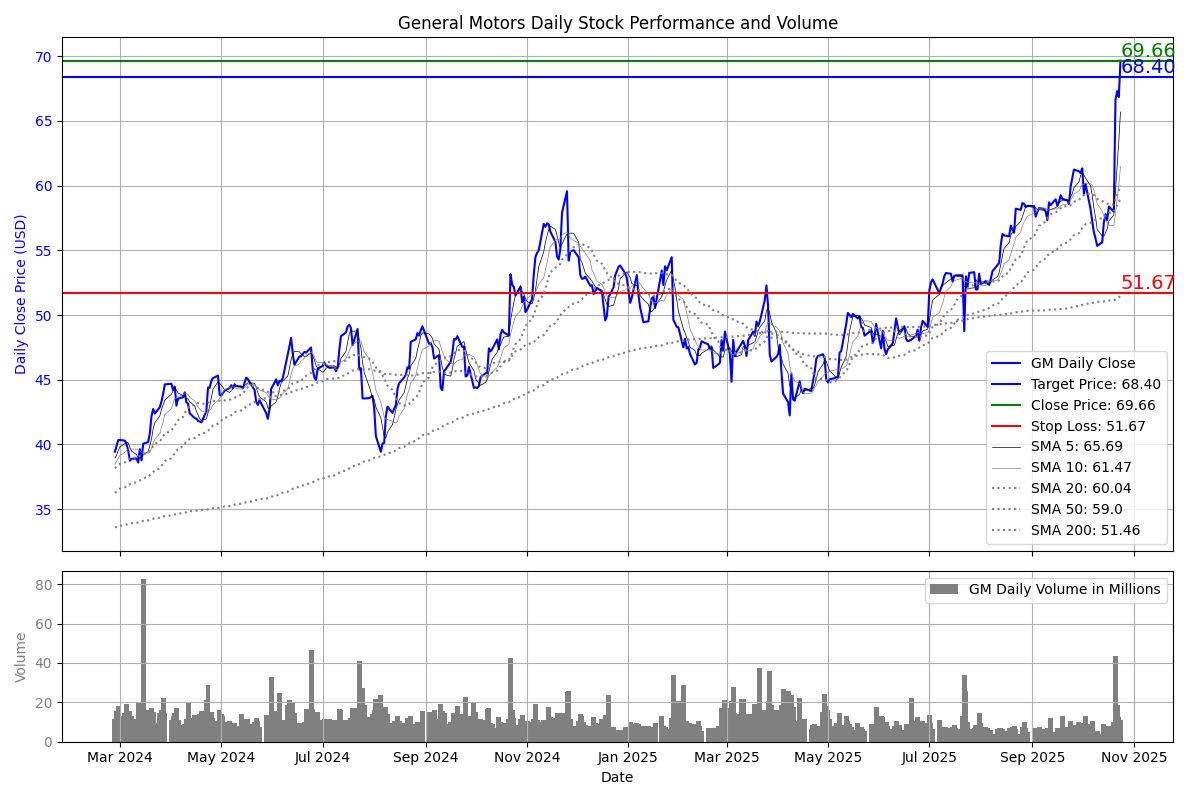 General Motors Daily Stock Performance and Volume
69.66
70
68.40
65
60
55
51.67
50
45
40
35
Daily Close Price (USD)
GM Daily Close
Target Price: 68.40
Close Price: 69.66
Stop Loss: 51.67
SMA 5: 65.69
SMA 10: 61.47
SMA 20: 60.04
SMA 50: 59.0
SMA 200: 51.46
80
60
40
20
0
Volume
GM Daily Volume in Millions
Mar 2024 May 2024 Jul 2024 Sep 2024 Nov 2024 Jan 2025 Mar 2025 May 2025 Jul 2025 Sep 2025 Nov 2025
Date